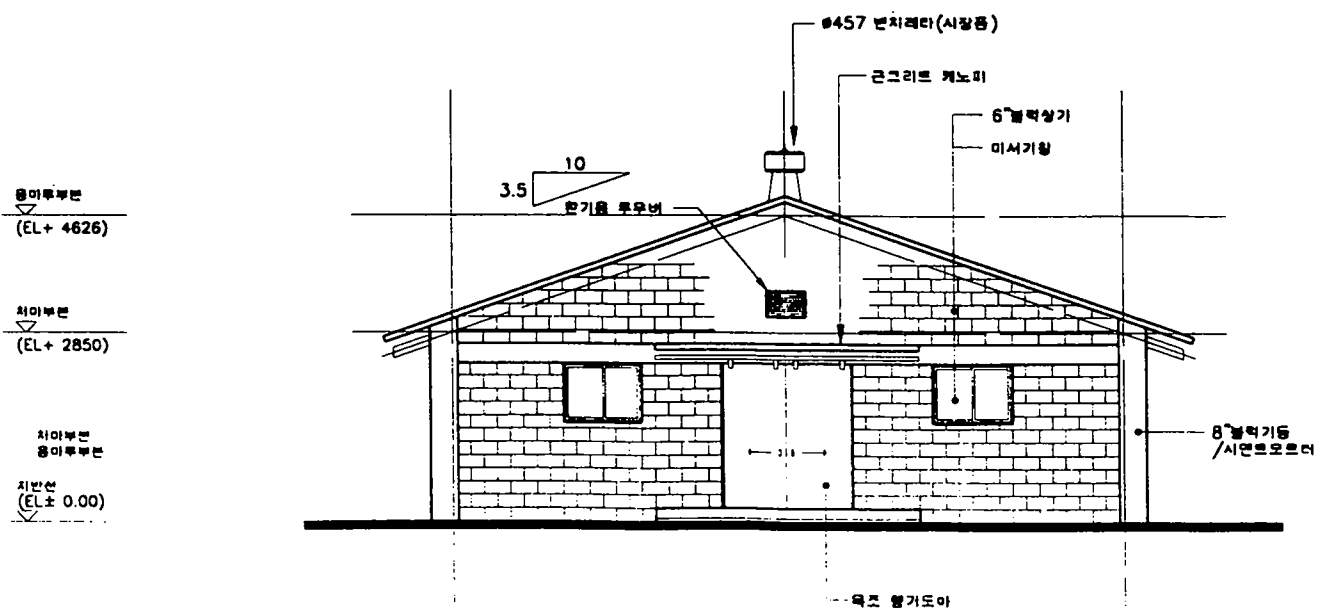 ø457 벤치레타(시장품)
콘크리트 캐노피
6"블럭쌓기
미서기창
10
3.5
환기용 루우버
용마루부분
(EL+ 4626)
처마부분
(EL+ 2850)
처마부분
용마루부분
지반선
(EL± 0.00)
8"블럭기둥
/시멘트모르터
목조 행거도아